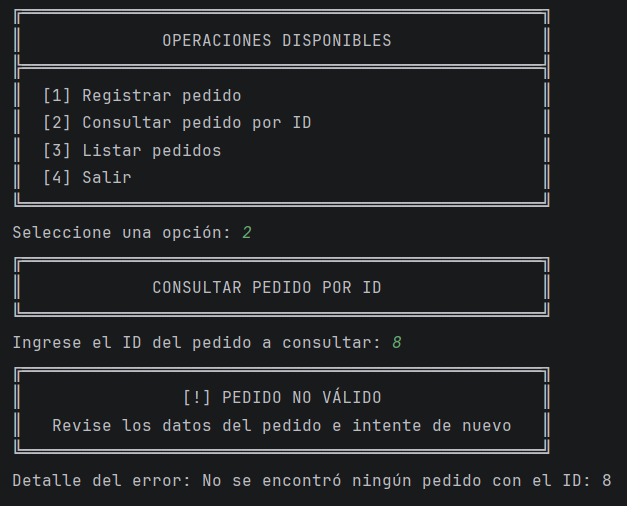 OPERACIONES DISPONIBLES
[1] Registrar pedido
[2] Consultar pedido por ID
[3] Listar pedidos
[4] Salir
Seleccione una opción: 2
CONSULTAR PEDIDO POR ID
Ingrese el ID del pedido a consultar: 8
[!] PEDIDO NO VÁLIDO
Revise los datos del pedido e intente de nuevo
Detalle del error: No se encontró ningún pedido con el ID: 8